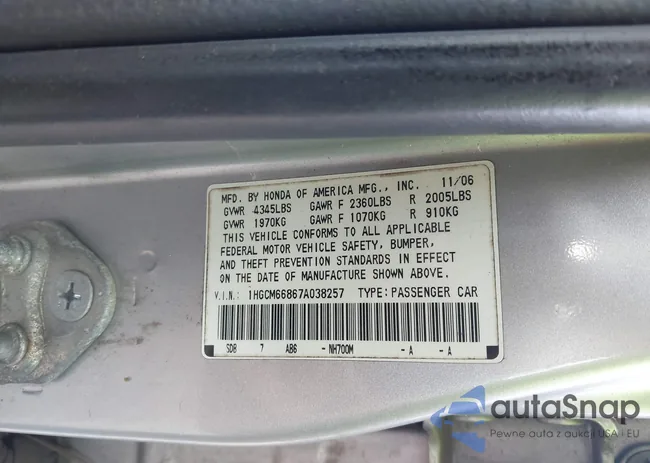 MFD. BY HONDA OF AMERICA MFG., INC. 11/06
GVWR 4345LBS GAWR F 2360LBS R 2005LBS
GVWR 1970KG GAWR F 1070KG R 910KG
THIS VEHICLE CONFORMS TO ALL APPLICABLE
FEDERAL MOTOR VEHICLE SAFETY, BUMPER,
AND THEFT PREVENTION STANDARDS IN EFFECT
ON THE DATE OF MANUFACTURE SHOWN ABOVE.
V.I.N.: 1HGCM66867A038257 TYPE: PASSENGER CAR
SDB 7 AB6 -NH700M -A -A
autaSnap
Pewne auta z aukcji USA i EU